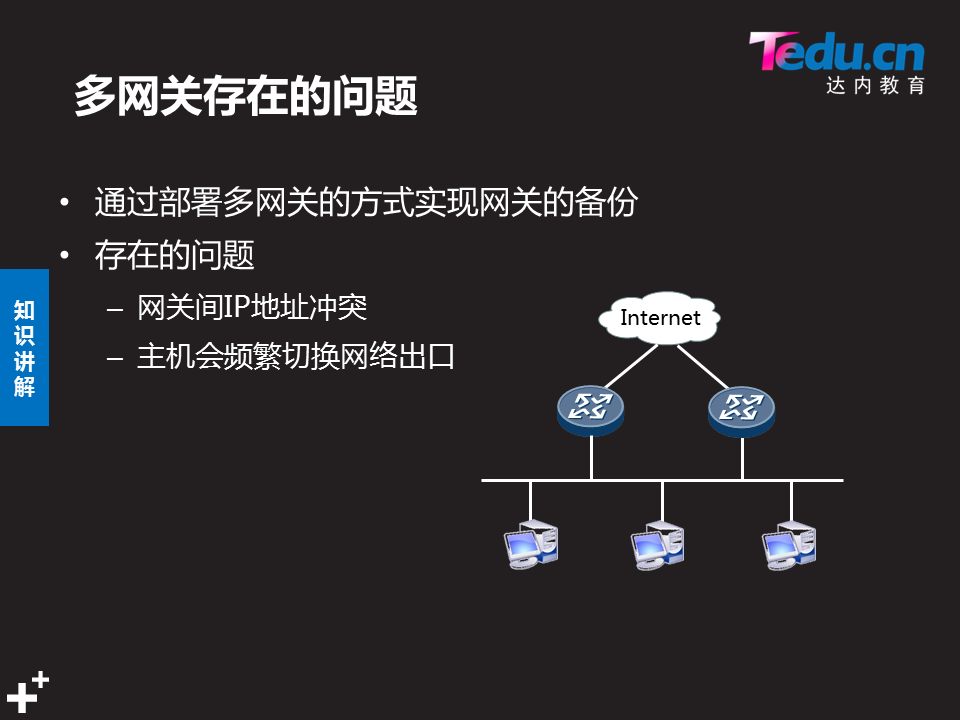 Tedu.cn
达内教育
多网关存在的问题
• 通过部署多网关的方式实现网关的备份
• 存在的问题
– 网关间IP地址冲突
– 主机会频繁切换网络出口
知
识
讲
解
Internet